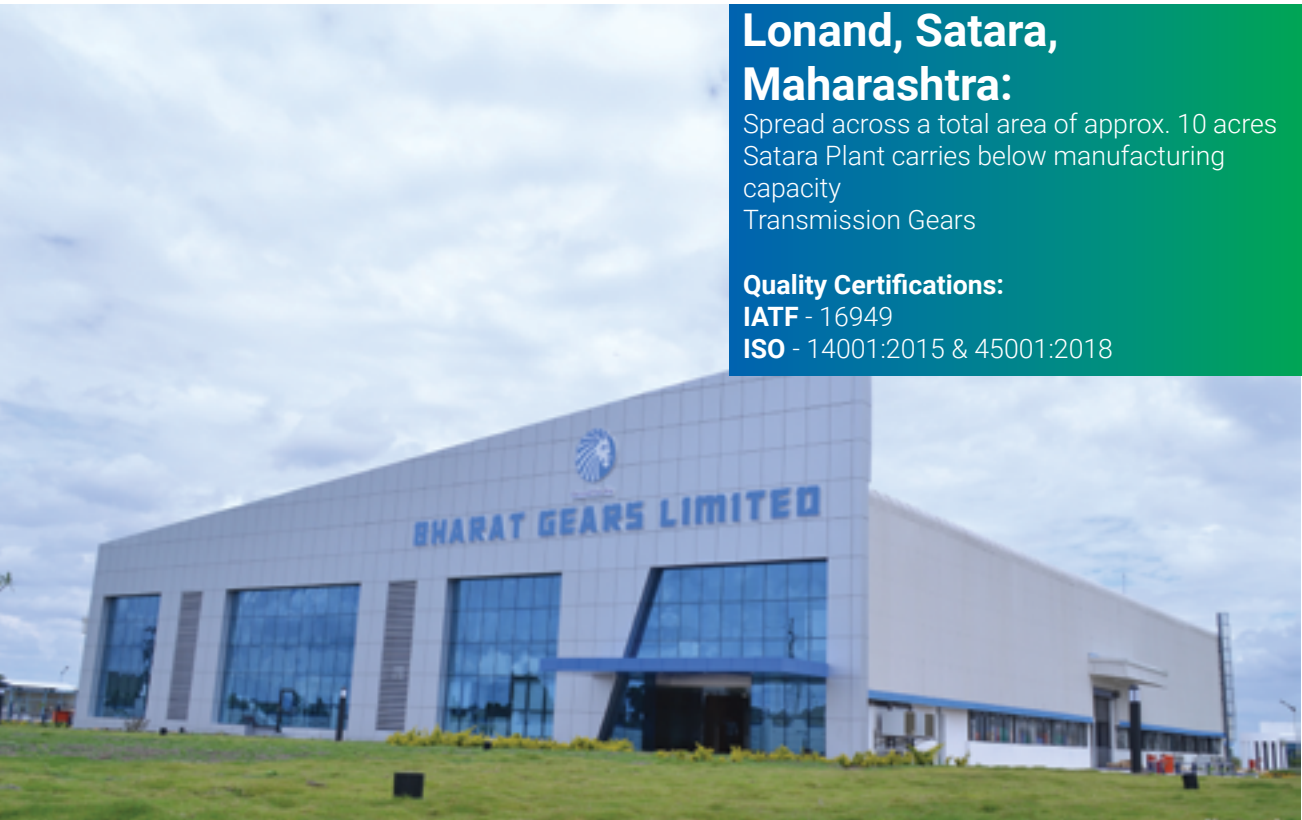 Lonand, Satara,
Maharashtra:
Spread across a total area of approx. 10 acres
Satara Plant carries below manufacturing
capacity
Transmission Gears
Quality Certifications:
IATF - 16949
ISO - 14001:2015 & 45001:2018
BHARAT GEARS LIMITED